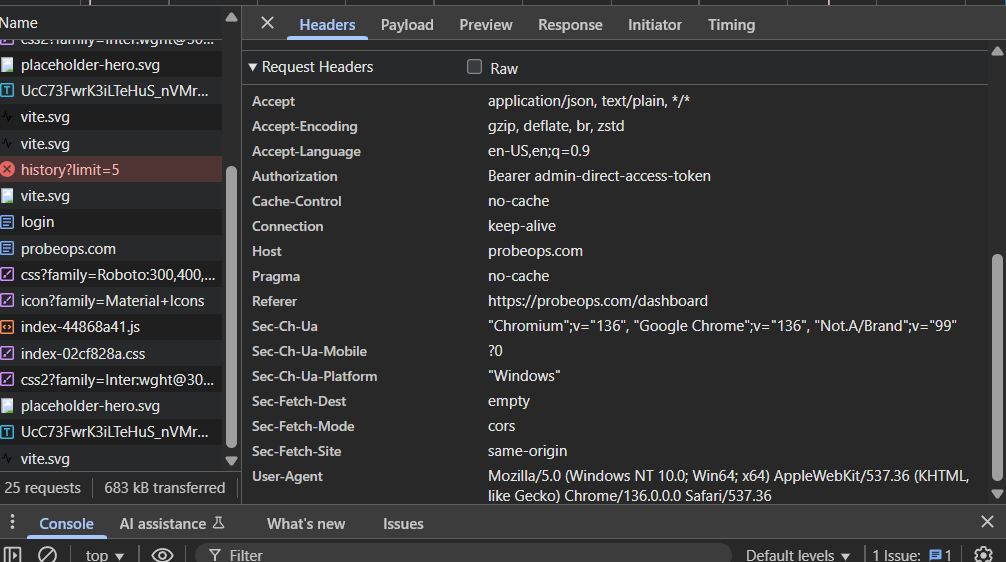 Name
Headers Payload Preview Response Initiator Timing
css2?family=Inter:wght@30...
placeholder-hero.svg
UcC73FwrK3iLTeHuS_nVMr...
vite.svg
vite.svg
history?limit=5
vite.svg
login
probeops.com
css?family=Roboto:300,400,...
icon?family=Material+Icons
index-44868a41.js
index-02cf828a.css
css2?family=Inter:wght@30...
placeholder-hero.svg
UcC73FwrK3iLTeHuS_nVMr...
vite.svg
25 requests 683 kB transferred
Request Headers Raw
Accept application/json, text/plain, */*
Accept-Encoding gzip, deflate, br, zstd
Accept-Language en-US,en;q=0.9
Authorization Bearer admin-direct-access-token
Cache-Control no-cache
Connection keep-alive
Host probeops.com
Pragma no-cache
Referer https://probeops.com/dashboard
Sec-Ch-Ua "Chromium";v="136", "Google Chrome";v="136", "Not.A/Brand";v="99"
Sec-Ch-Ua-Mobile ?0
Sec-Ch-Ua-Platform "Windows"
Sec-Fetch-Dest empty
Sec-Fetch-Mode cors
Sec-Fetch-Site same-origin
User-Agent Mozilla/5.0 (Windows NT 10.0; Win64; x64) AppleWebKit/537.36 (KHTML,
like Gecko) Chrome/136.0.0.0 Safari/537.36
Console AI assistance What's new Issues
top Filter Default levels 1 Issue: 1